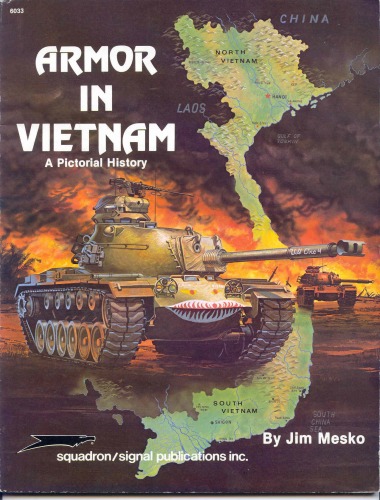 6033
CHINA
ARMOR
IN
VIETNAM
A Pictorial History
NORTH
VIETNAM
HANOI
LAOS
GULF OF
TONKIN
SOUTH
VIETNAM
SAIGON
SOUTH
CHINA
SEA
By Jim Mesko
squadron/signal publications inc.